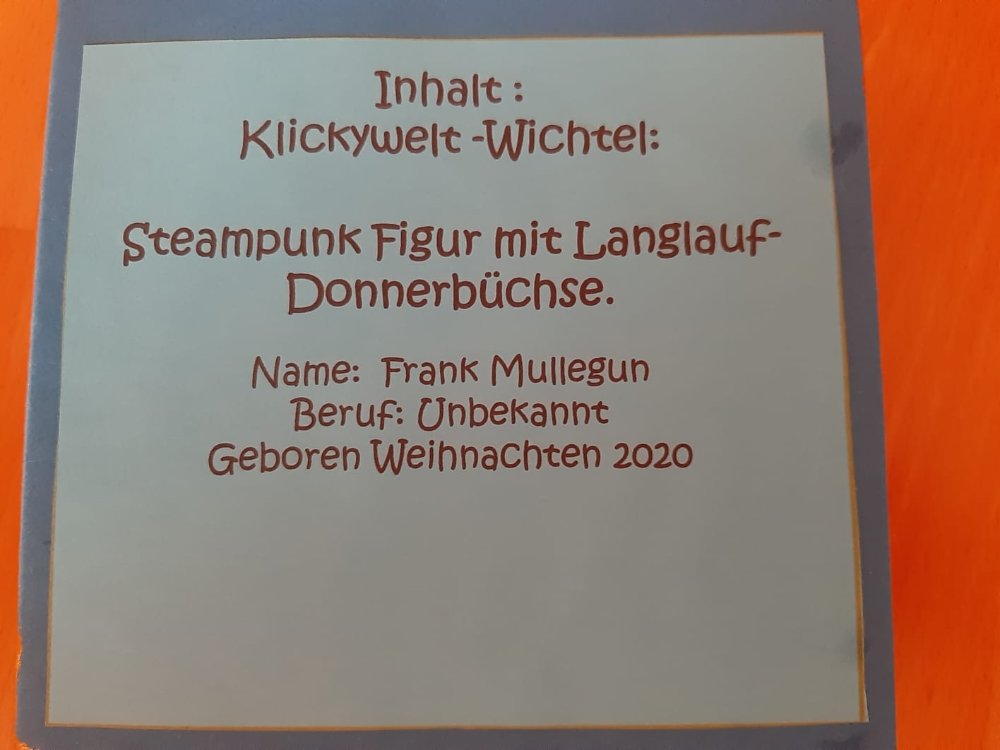 Inhalt :
Klickywelt -Wichtel:
Steampunk Figur mit Langlauf-
Donnerbüchse.
Name: Frank Mullegun
Beruf: Unbekannt
Geboren Weihnachten 2020